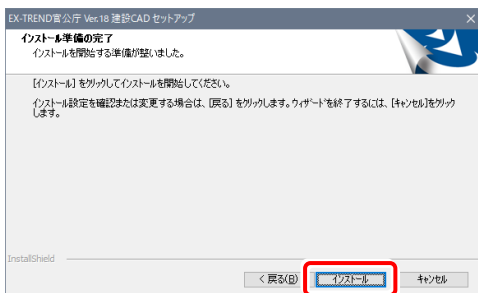 EX-TREND官公庁 Ver.18 建設CAD セットアップ
インストール準備の完了
インストールを開始する準備が整いました。
[インストール] をクリックしてインストールを開始してください。
インストール設定を確認または変更する場合は、[戻る] をクリックします。ウィザードを終了するには、[キャンセル]をクリック
します。
InstallShield
< 戻る(B)
インストール
キャンセル